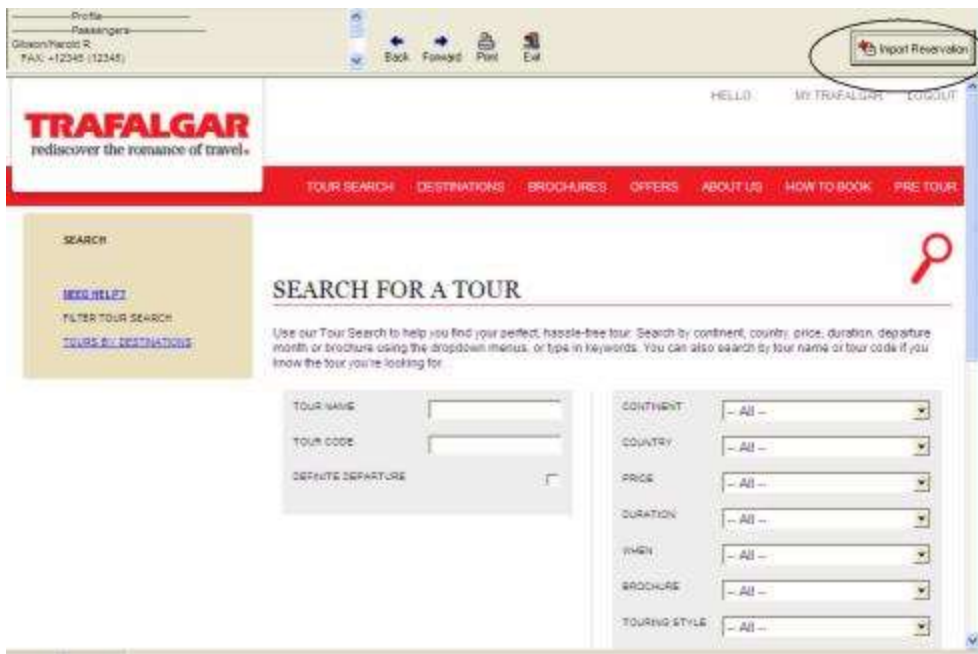 Profile
Passengers
Gibson/Harold R
FAX: +12345 (12345)
Back Forward Print Exit
Import Reservation
HELLO MY TRAFALGAR LOGOUT
TRAFALGAR
rediscover the romance of travel.
TOUR SEARCH DESTINATIONS BROCHURES OFFERS ABOUT US HOW TO BOOK PRE TOUR
SEARCH
NEED HELP?
FILTER TOUR SEARCH
TOURS BY DESTINATIONS
SEARCH FOR A TOUR
Use our Tour Search to help you find your perfect, hassle-free tour. Search by continent, country, price, duration, departure
month or brochure using the dropdown menus, or type in keywords. You can also search by tour name or tour code if you
know the tour you're looking for.
TOUR NAME
TOUR CODE
DEFINITE DEPARTURE
CONTINENT -- All --
COUNTRY -- All --
PRICE -- All --
DURATION -- All --
WHEN -- All --
BROCHURE -- All --
TOURING STYLE -- All --